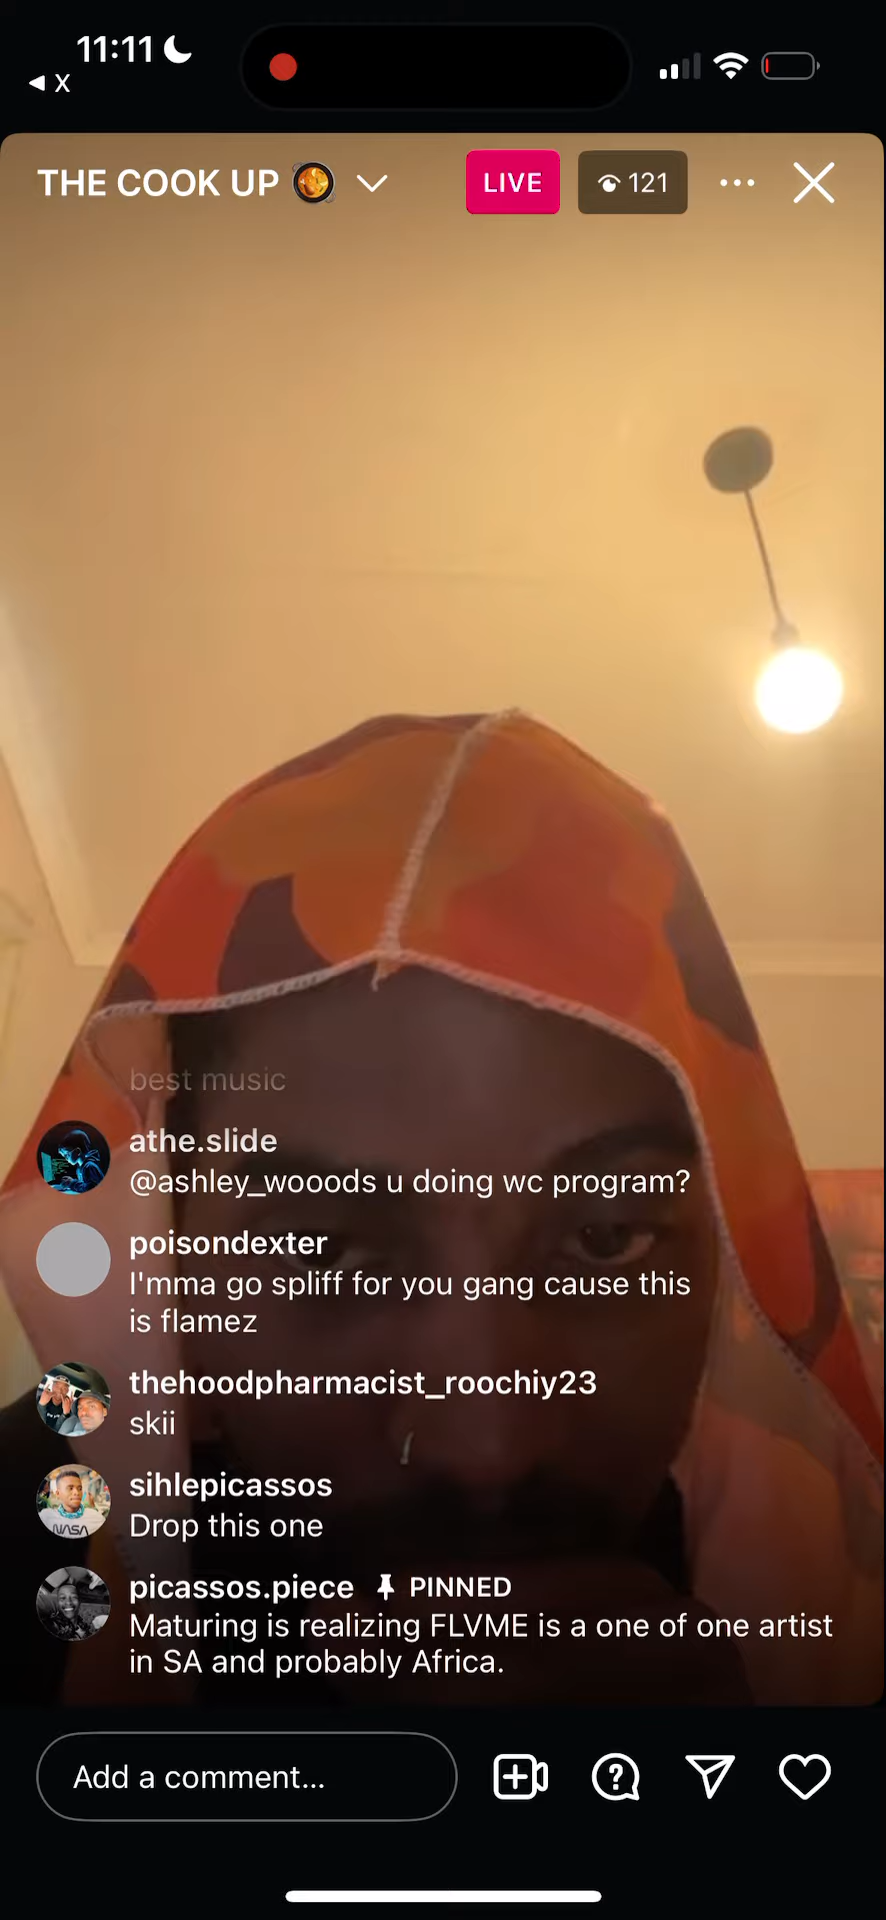 11:11
X
THE COOK UP
LIVE
121
best music
athe.slide
@ashley_wooods u doing wc program?
poisondexter
I'mma go spliff for you gang cause this
is flamez
thehoodpharmacist_roochiy23
skii
sihlepicassos
Drop this one
NASA
picassos.piece PINNED
Maturing is realizing FLVME is a one of one artist
in SA and probably Africa.
Add a comment...